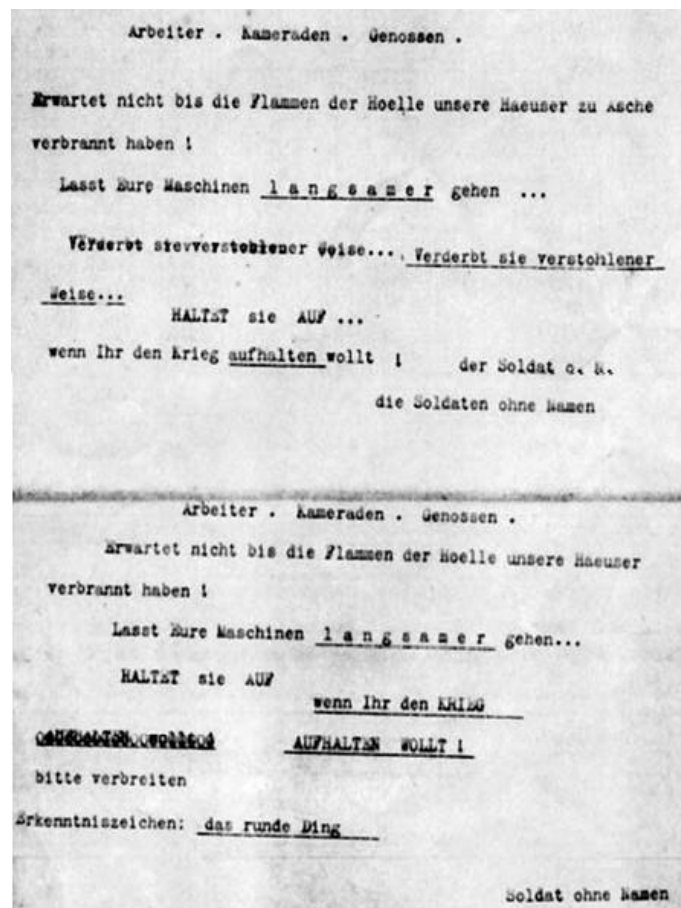 Arbeiter . Kameraden . Genossen .
Erwartet nicht bis die Flammen der Hoelle unsere Haeuser zu Asche
verbrannt haben !
Lasst Eure Maschinen l a n g s a m e r gehen ...
Verderbt sie verstohlener Weise.... Verderbt sie verstohlener
Weise...
HALTET sie AUF ...
wenn Ihr den Krieg aufhalten wollt ! der Soldat o. N.
die Soldaten ohne Namen
Arbeiter . Kameraden . Genossen .
Erwartet nicht bis die Flammen der Hoelle unsere Haeuser
verbrannt haben !
Lasst Eure Maschinen l a n g s a m e r gehen...
HALTET sie AUF
wenn Ihr den KRIEG
AUFHALTEN WOLLT !
bitte verbreiten
Erkenntniszeichen: das runde Ding
Soldat ohne Namen